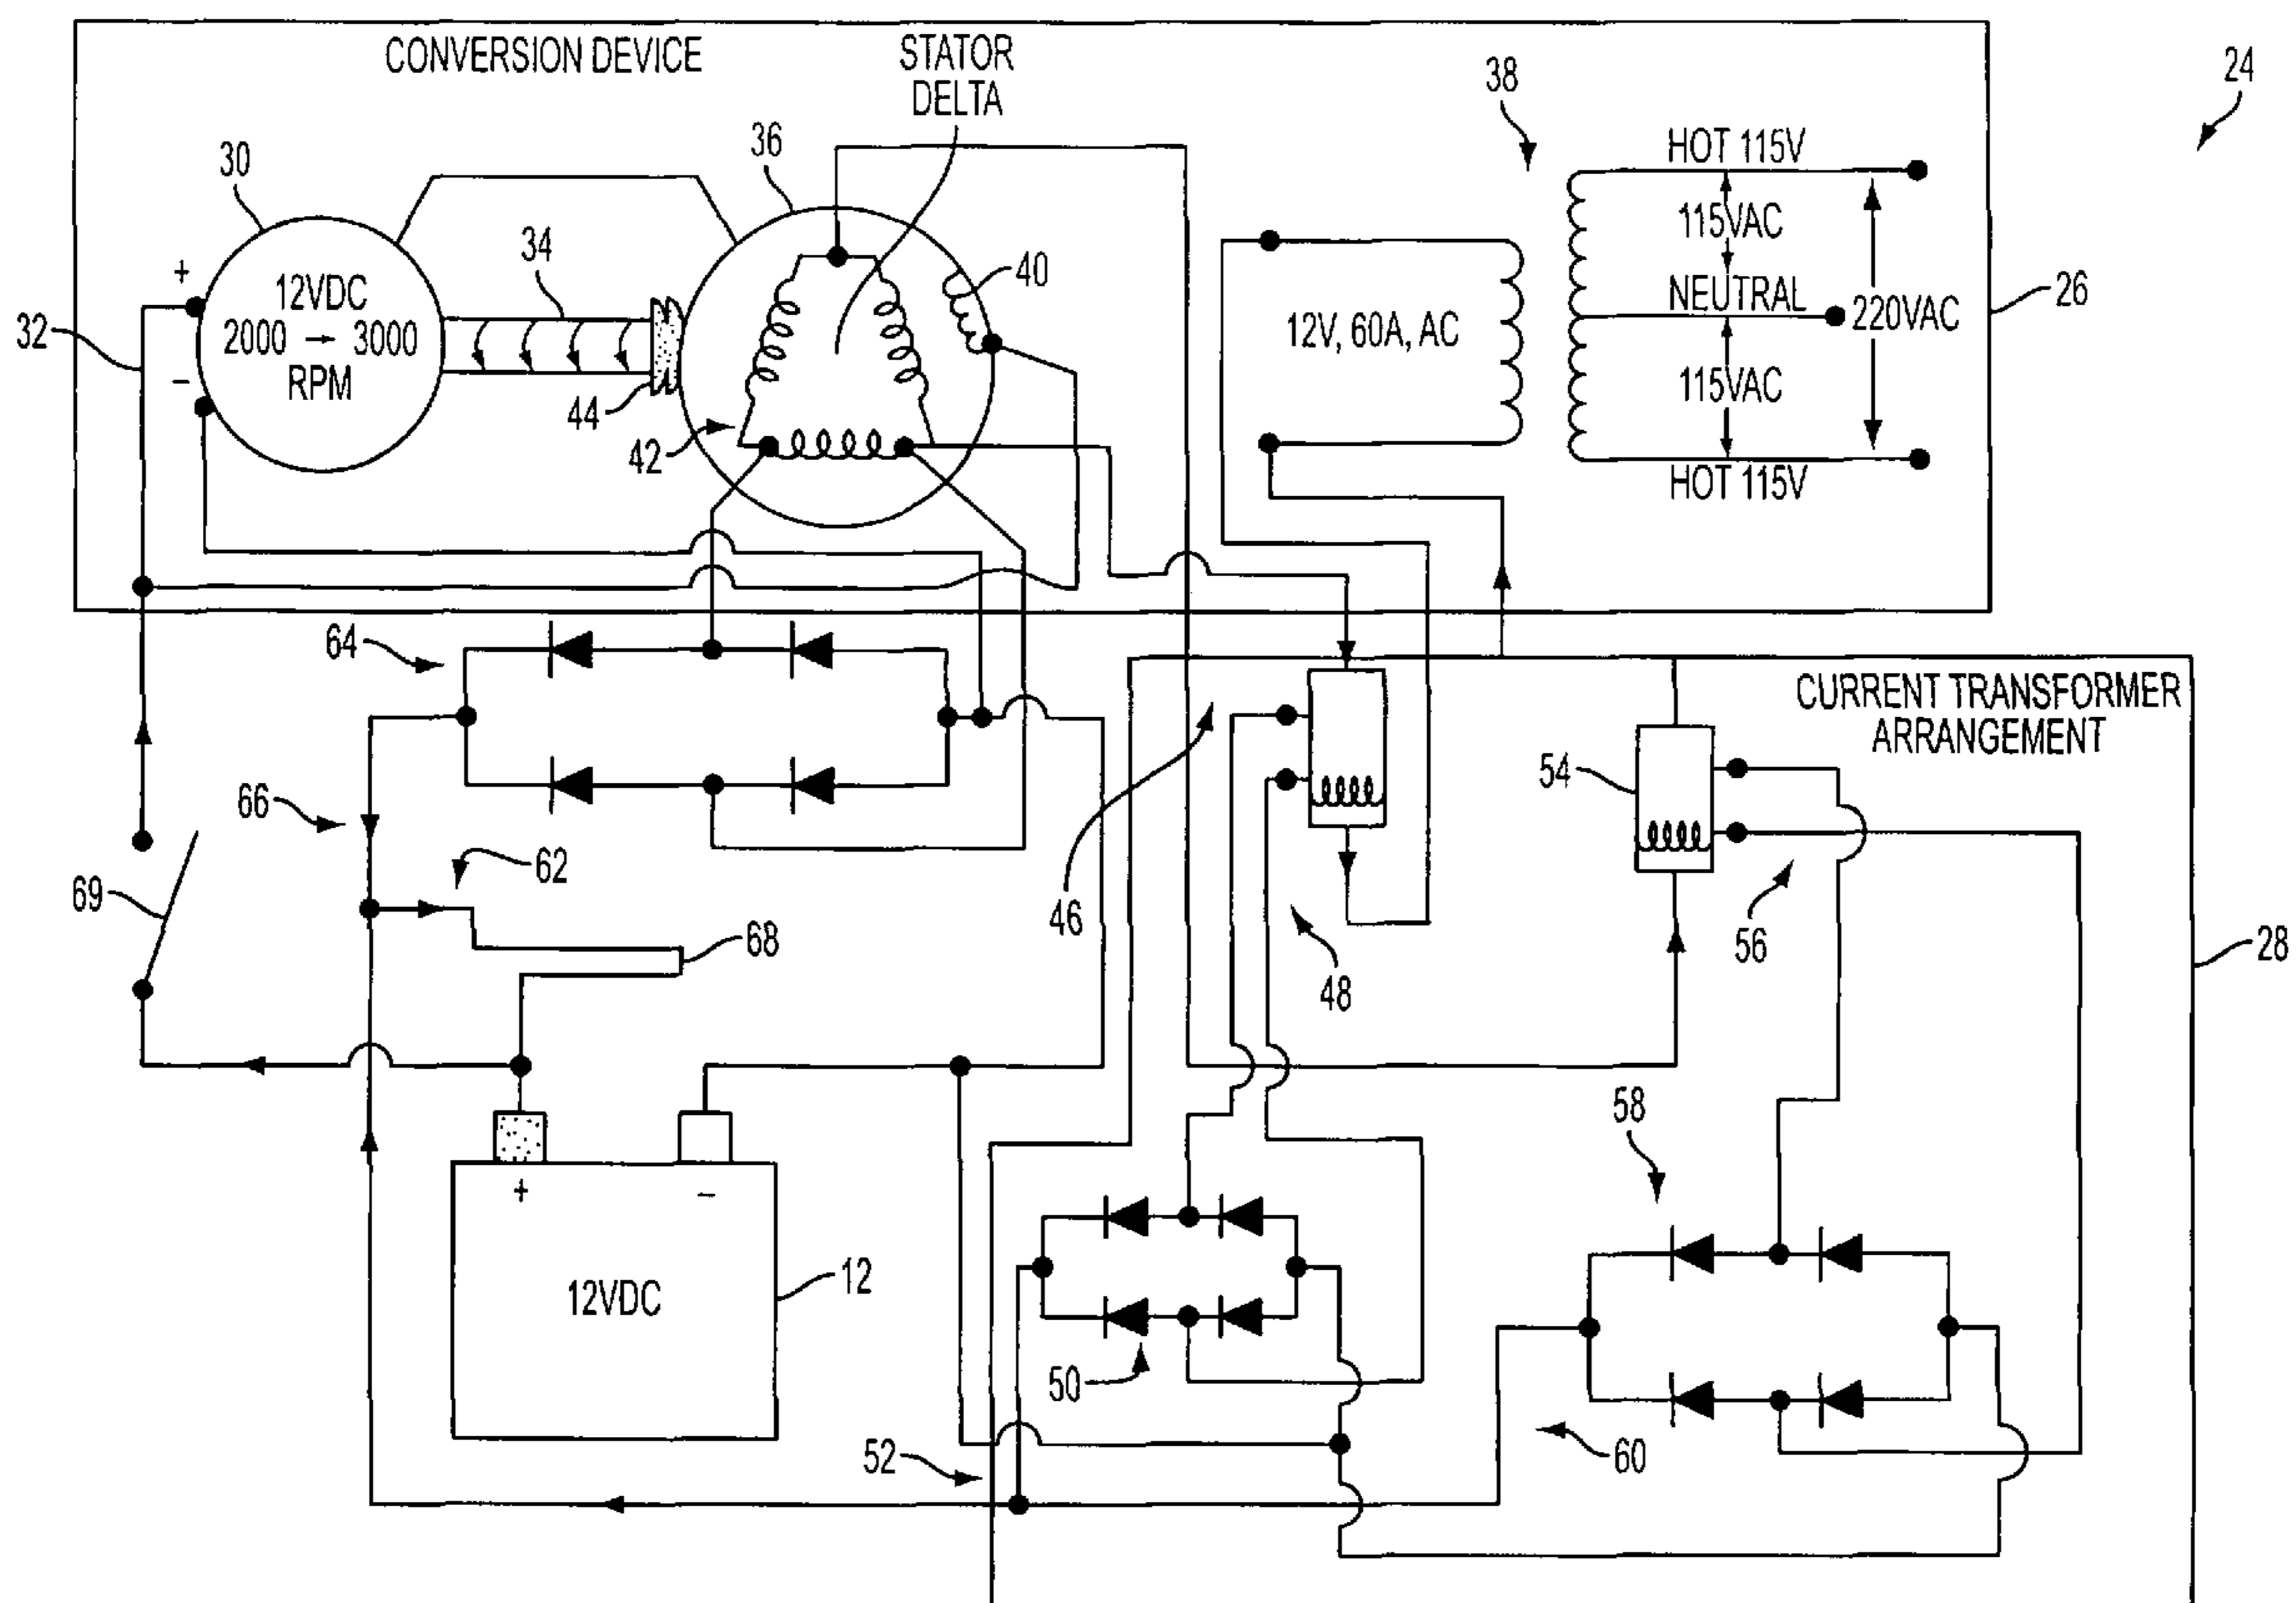 CONVERSION DEVICE
STATOR
DELTA
24
38
HOT 115V
36
30
34
40
115VAC
+
12VDC
2000 → 3000
RPM
NEUTRAL
220VAC
26
32
12V, 60A, AC
−
115VAC
44
42
HOT 115V
64
CURRENT TRANSFORMER
ARRANGEMENT
54
66
62
69
46
68
56
28
48
58
+
−
12VDC
12
50
52
60